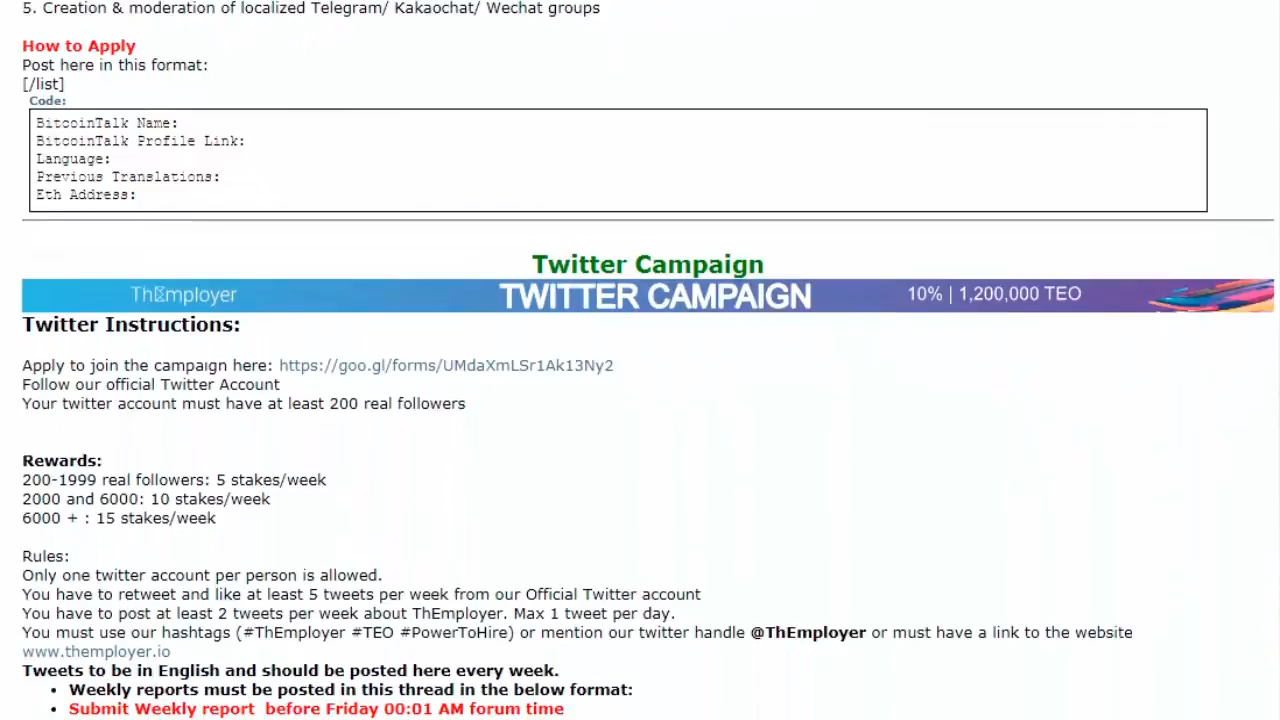 5. Creation & moderation of localized Telegram/ Kakaochat/ Wechat groups
How to Apply
Post here in this format:
[/list]
Code:
BitcoinTalk Name:
BitcoinTalk Profile Link:
Language:
Previous Translations:
Eth Address:
Twitter Campaign
ThEmployer TWITTER CAMPAIGN 10% | 1,200,000 TEO
Twitter Instructions:
Apply to join the campaign here: https://goo.gl/forms/UMdaXmLSr1Ak13Ny2
Follow our official Twitter Account
Your twitter account must have at least 200 real followers
Rewards:
200-1999 real followers: 5 stakes/week
2000 and 6000: 10 stakes/week
6000 + : 15 stakes/week
Rules:
Only one twitter account per person is allowed.
You have to retweet and like at least 5 tweets per week from our Official Twitter account
You have to post at least 2 tweets per week about ThEmployer. Max 1 tweet per day.
You must use our hashtags (#ThEmployer #TEO #PowerToHire) or mention our twitter handle @ThEmployer or must have a link to the website
www.themployer.io
Tweets to be in English and should be posted here every week.
• Weekly reports must be posted in this thread in the below format:
• Submit Weekly report before Friday 00:01 AM forum time